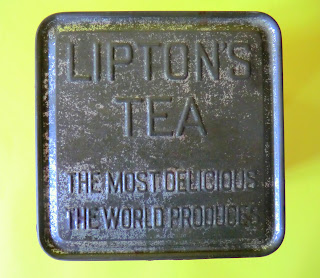 LIPTON'S
TEA
THE MOST DELICIOUS
THE WORLD PRODUCES